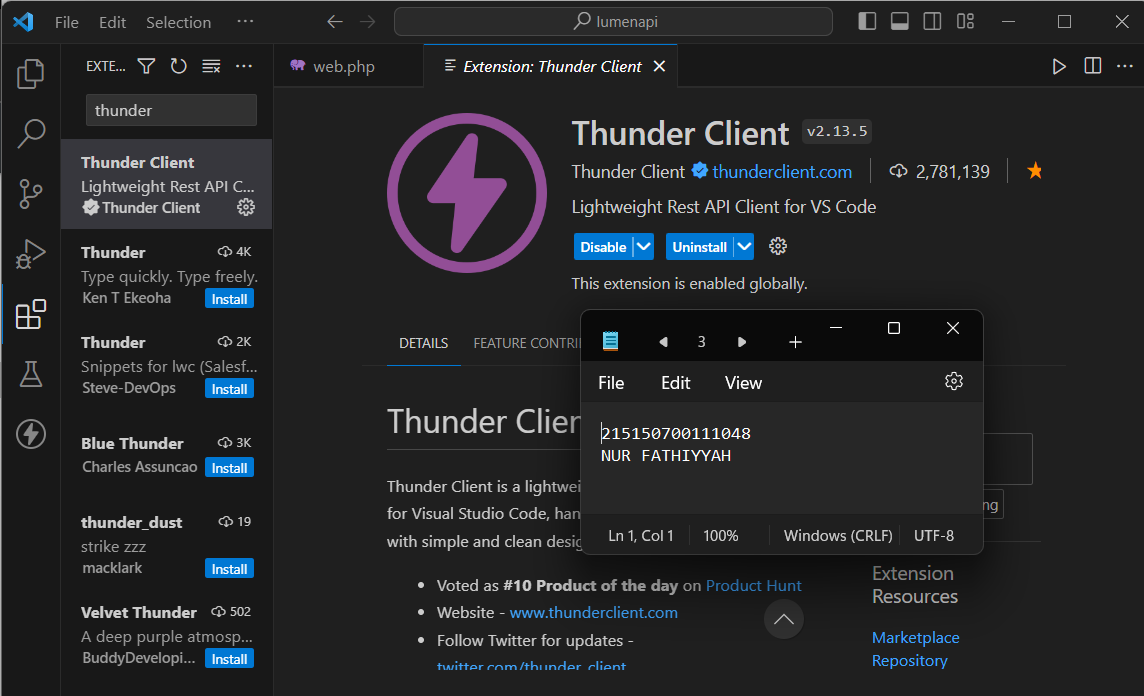 File Edit Selection ···
lumenapi
EXTE...
thunder
Thunder Client
Lightweight Rest API C...
Thunder Client
Thunder 4K
Type quickly. Type freely.
Ken T Ekeoha Install
Thunder 2K
Snippets for lwc (Salesf...
Steve-DevOps Install
Blue Thunder 3K
Charles Assuncao Install
thunder_dust 19
strike zzz
macklark Install
Velvet Thunder 502
A deep purple atmosp...
BuddyDevelopi... Install
web.php Extension: Thunder Client
Thunder Client v2.13.5
Thunder Client thunderclient.com 2,781,139
Lightweight Rest API Client for VS Code
Disable Uninstall
This extension is enabled globally.
DETAILS FEATURE CONTRI
Thunder Clien
Thunder Client is a lightwei
for Visual Studio Code, han
with simple and clean desig
• Voted as #10 Product of the day on Product Hunt
• Website - www.thunderclient.com
• Follow Twitter for updates -
twitter.com/thunder_client
3
File Edit View
215150700111048
NUR FATHIYYAH
Ln 1, Col 1 100% Windows (CRLF) UTF-8
ng
Extension
Resources
Marketplace
Repository